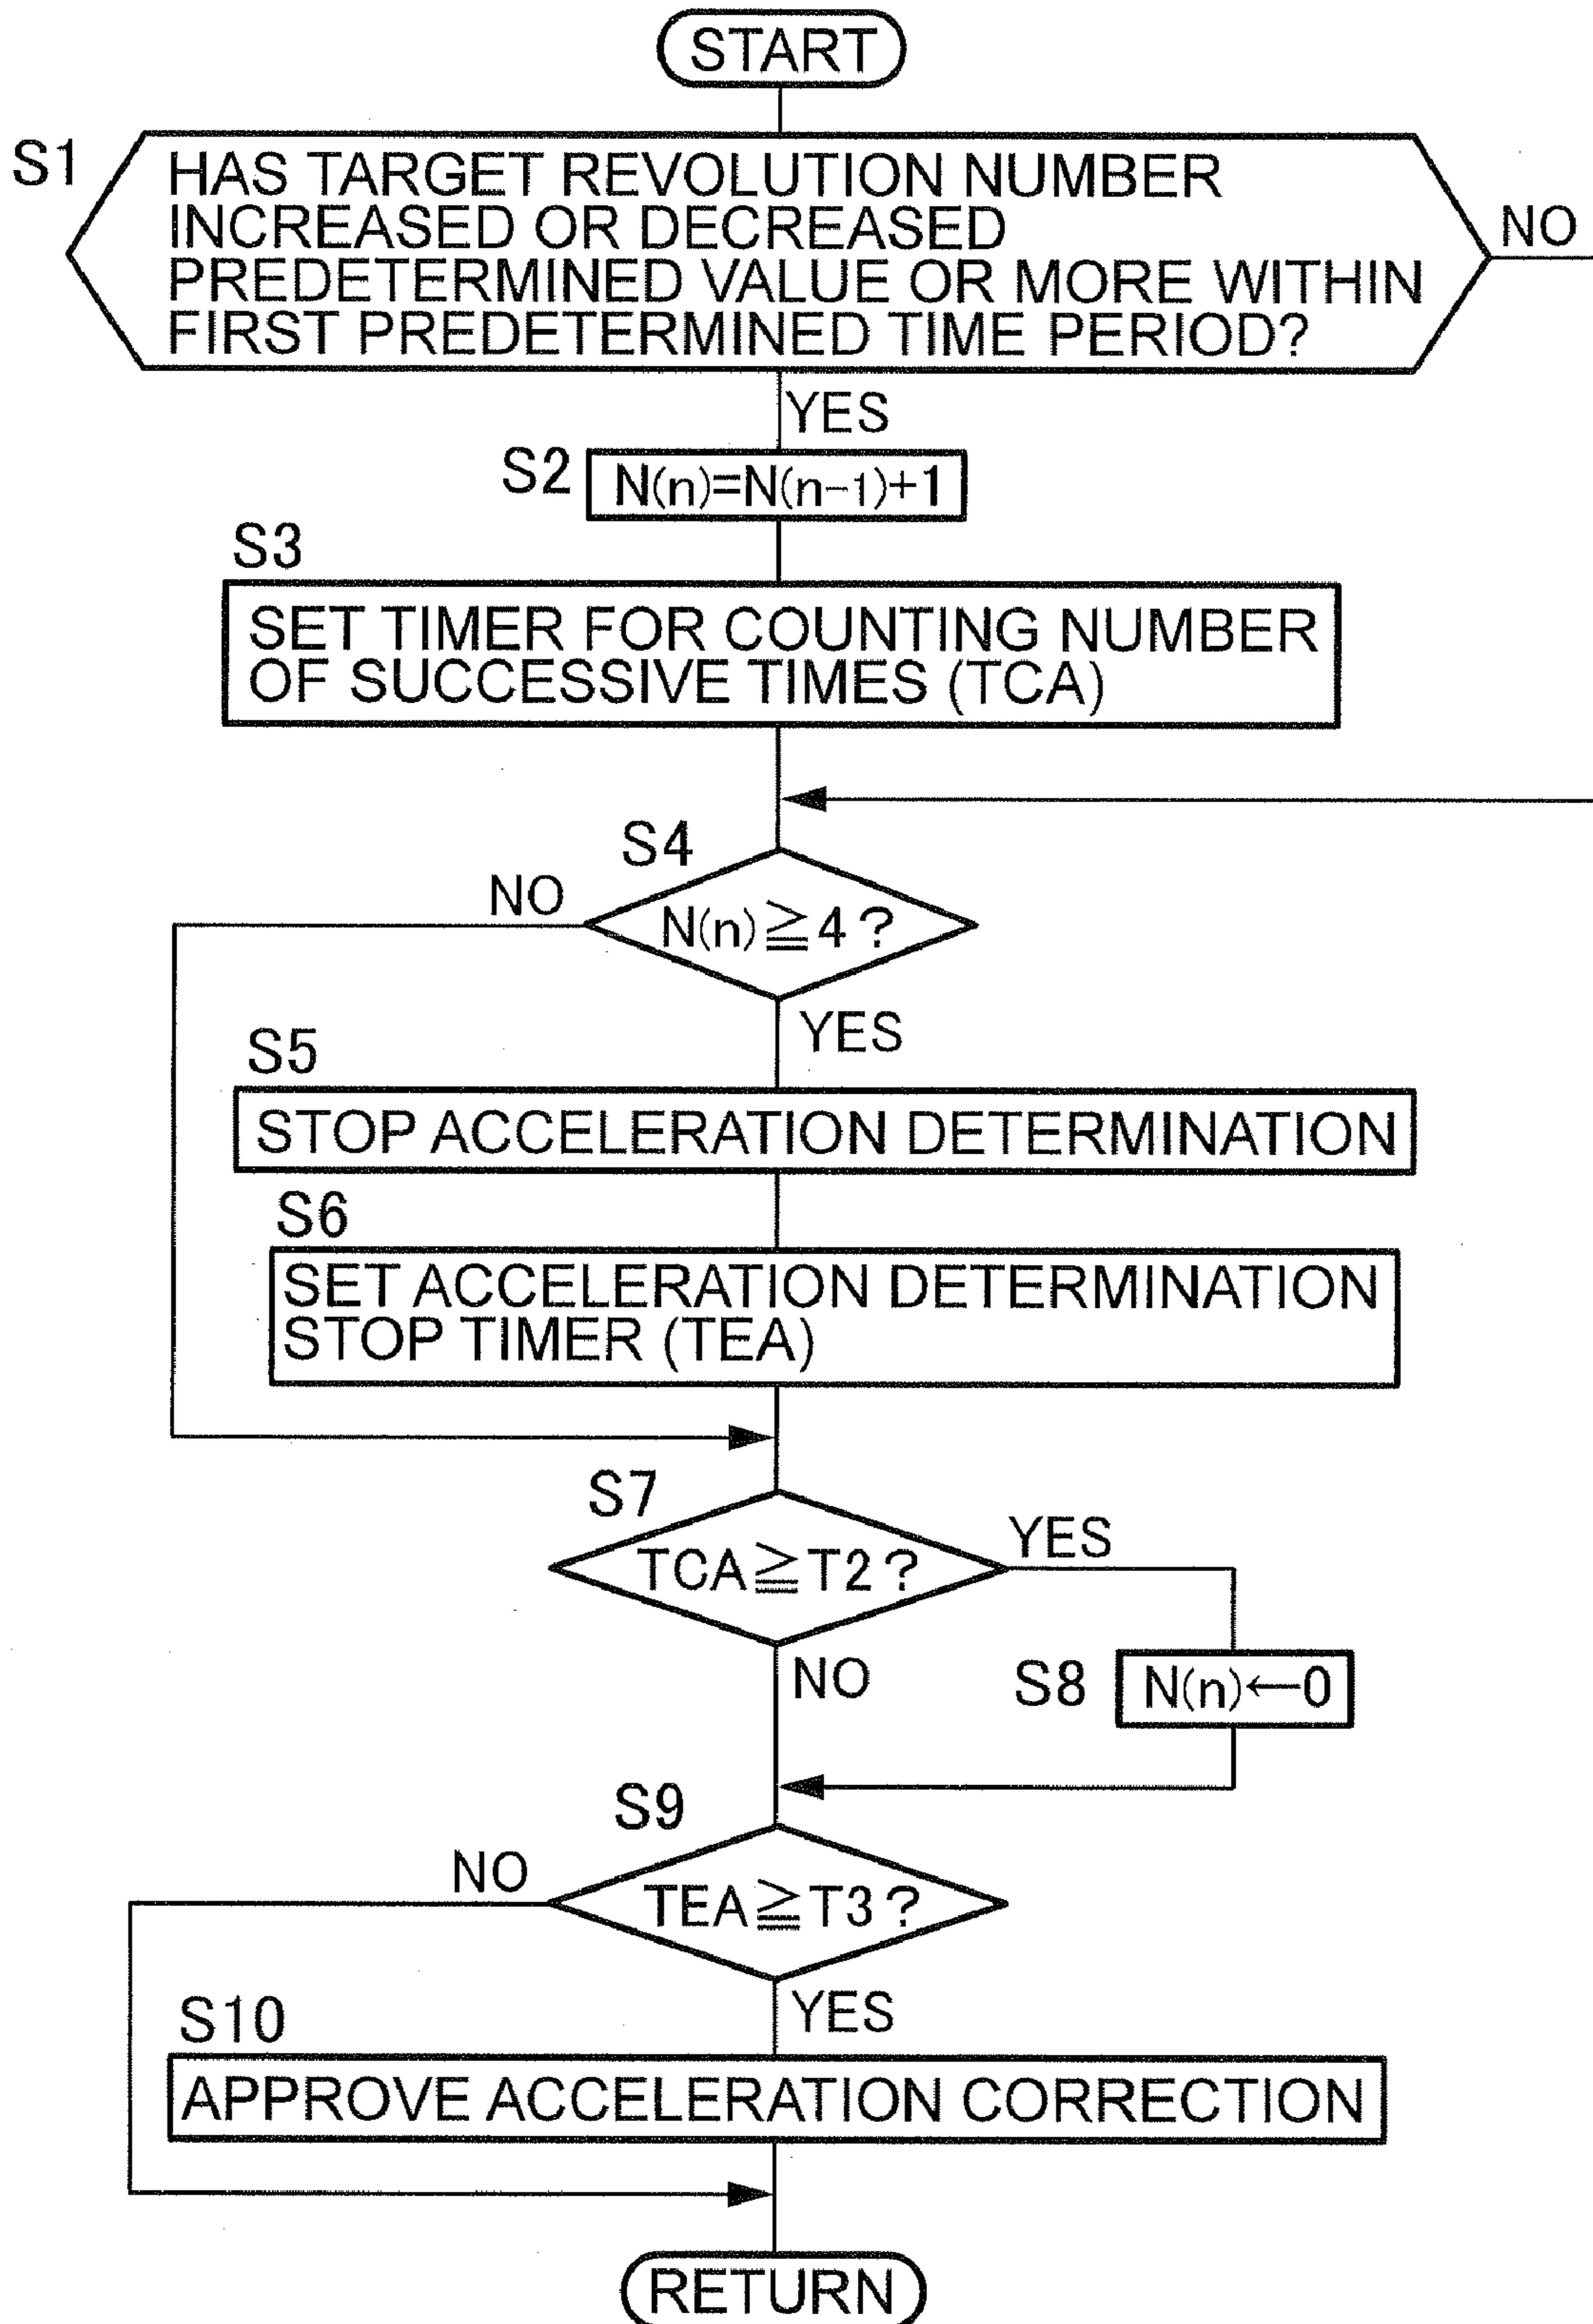 START
S1
HAS TARGET REVOLUTION NUMBER
INCREASED OR DECREASED
PREDETERMINED VALUE OR MORE WITHIN
FIRST PREDETERMINED TIME PERIOD?
NO
YES
S2
N(n)=N(n-1)+1
S3
SET TIMER FOR COUNTING NUMBER
OF SUCCESSIVE TIMES (TCA)
S4
NO
N(n)≧4?
YES
S5
STOP ACCELERATION DETERMINATION
S6
SET ACCELERATION DETERMINATION
STOP TIMER (TEA)
S7
YES
TCA≧T2?
NO
S8
N(n)←0
S9
NO
TEA≧T3?
YES
S10
APPROVE ACCELERATION CORRECTION
RETURN